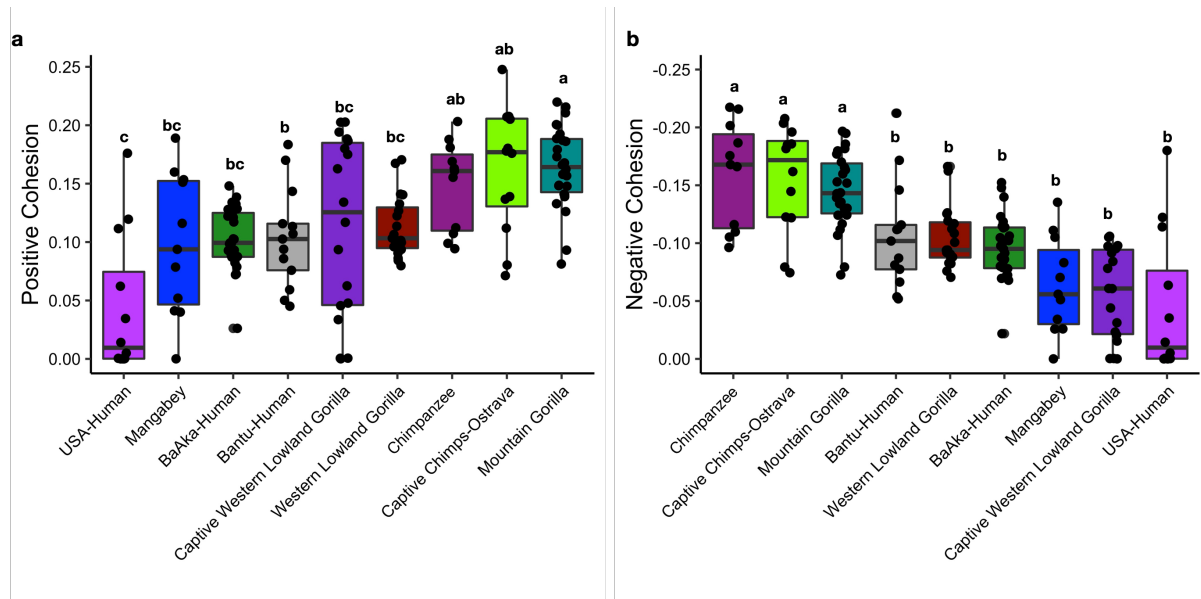 a
Positive Cohesion
0.25
0.20
0.15
0.10
0.05
0.00
c
bc
bc
b
bc
bc
ab
ab
a
USA-Human
Mangabey
BaAka-Human
Bantu-Human
Captive Western Lowland Gorilla
Western Lowland Gorilla
Chimpanzee
Captive Chimps-Ostrava
Mountain Gorilla
b
Negative Cohesion
-0.25
-0.20
-0.15
-0.10
-0.05
0.00
a
a
a
b
b
b
b
b
b
Chimpanzee
Captive Chimps-Ostrava
Mountain Gorilla
Bantu-Human
Western Lowland Gorilla
BaAka-Human
Mangabey
Captive Western Lowland Gorilla
USA-Human